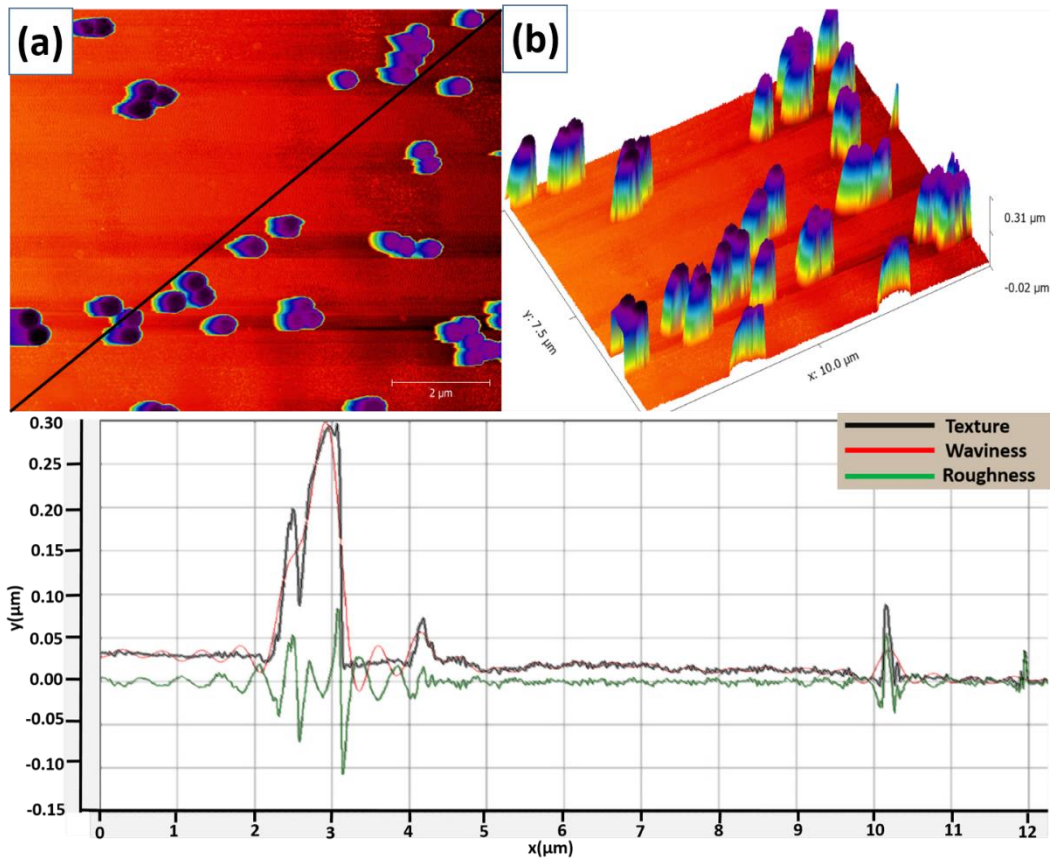 (a)
2 µm
(b)
0.31 µm
-0.02 µm
y: 7.5 µm
x: 10.0 µm
Texture
Waviness
Roughness
0.30
0.25
0.20
0.15
0.10
0.05
0.00
-0.05
-0.10
-0.15
y(µm)
0 1 2 3 4 5 6 7 8 9 10 11 12
x(µm)